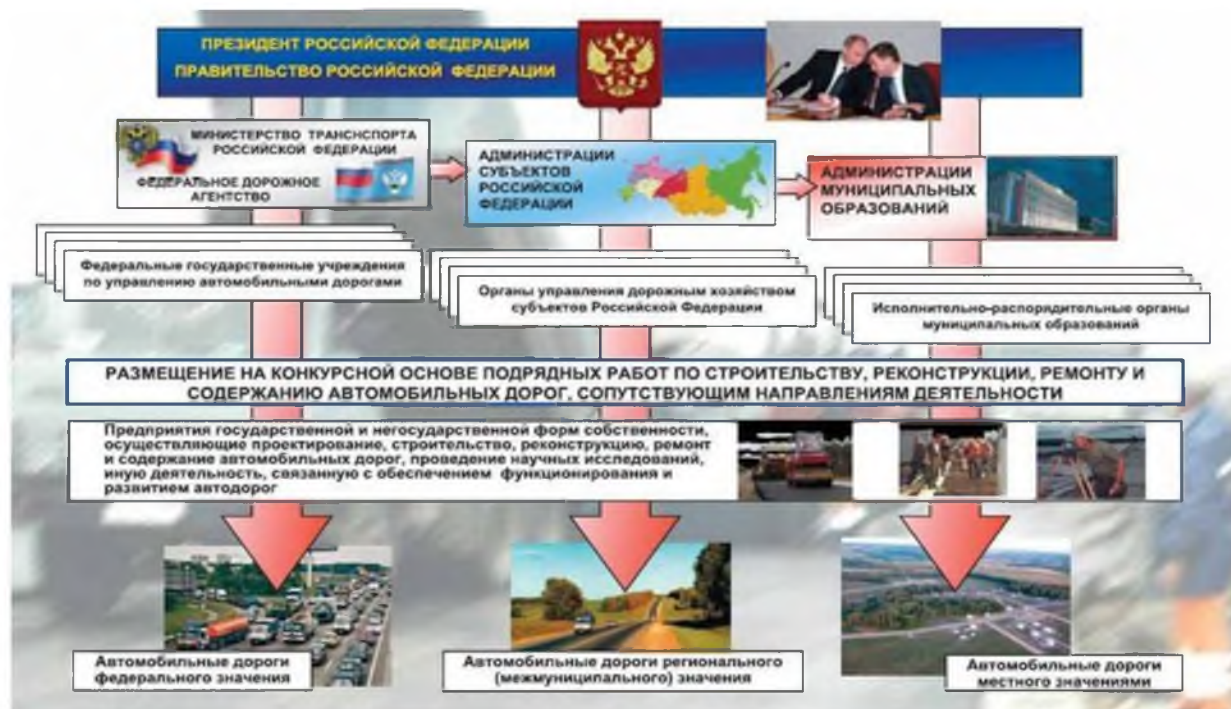 ПРЕЗИДЕНТ РОССИЙСКОЙ ФЕДЕРАЦИИ
ПРАВИТЕЛЬСТВО РОССИЙСКОЙ ФЕДЕРАЦИИ
МИНИСТЕРСТВО ТРАНСНСПОРТА
РОССИЙСКОЙ ФЕДЕРАЦИИ
ФЕДЕРАЛЬНОЕ ДОРОЖНОЕ
АГЕНТСТВО
АДМИНИСТРАЦИИ
СУБЪЕКТОВ
РОССИЙСКОЙ
ФЕДЕРАЦИИ
АДМИНИСТРАЦИИ
МУНИЦИПАЛЬНЫХ
ОБРАЗОВАНИЙ
Федеральные государственные учреждения
по управлению автомобильными дорогами
Органы управления дорожным хозяйством
субъектов Российской Федерации
Исполнительно-распорядительные органы
муниципальных образований
РАЗМЕЩЕНИЕ НА КОНКУРСНОЙ ОСНОВЕ ПОДРЯДНЫХ РАБОТ ПО СТРОИТЕЛЬСТВУ, РЕКОНСТРУКЦИИ, РЕМОНТУ И
СОДЕРЖАНИЮ АВТОМОБИЛЬНЫХ ДОРОГ, СОПУТСТВУЮЩИМ НАПРАВЛЕНИЯМ ДЕЯТЕЛЬНОСТИ
Предприятия государственной и негосударственной форм собственности,
осуществляющие проектирование, строительство, реконструкцию, ремонт
и содержание автомобильных дорог, проведение научных исследований,
иную деятельность, связанную с обеспечением функционирования и
развитием автодорог
Автомобильные дороги
федерального значения
Автомобильные дороги регионального
(межмуниципального) значения
Автомобильные дороги
местного значениями